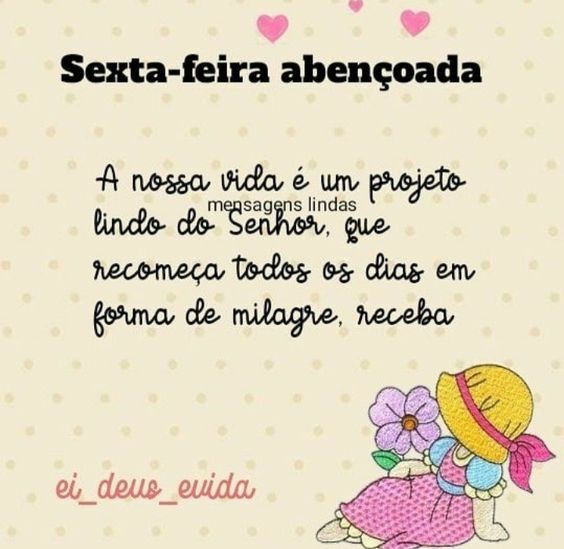 Sexta-feira abençoada
A nossa vida é um projeto
mensagens lindas
lindo do Senhor, que
recomeça todos os dias em
forma de milagre, receba
ei_deus_evida